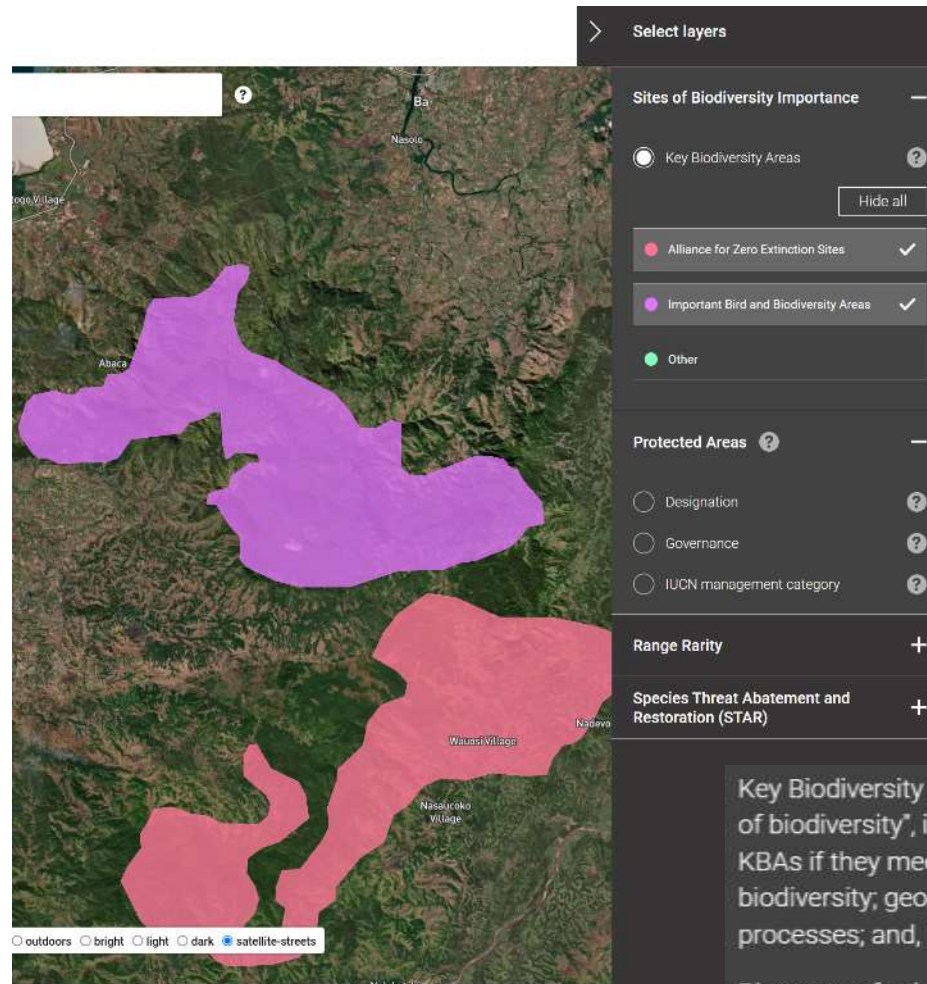 Select layers
Sites of Biodiversity Importance
Key Biodiversity Areas
?
Hide all
Alliance for Zero Extinction Sites
Important Bird and Biodiversity Areas
Other
Protected Areas ?
Designation ?
Governance ?
IUCN management category ?
Range Rarity
Species Threat Abatement and
Restoration (STAR)
Key Biodiversity
of biodiversity", i
KBAs if they mee
biodiversity; geo
processes; and,
?
Ba
Nasolo
ogo Village
Abaca
Nadevo
Nasaucoko
Village
outdoors bright light dark satellite-streets